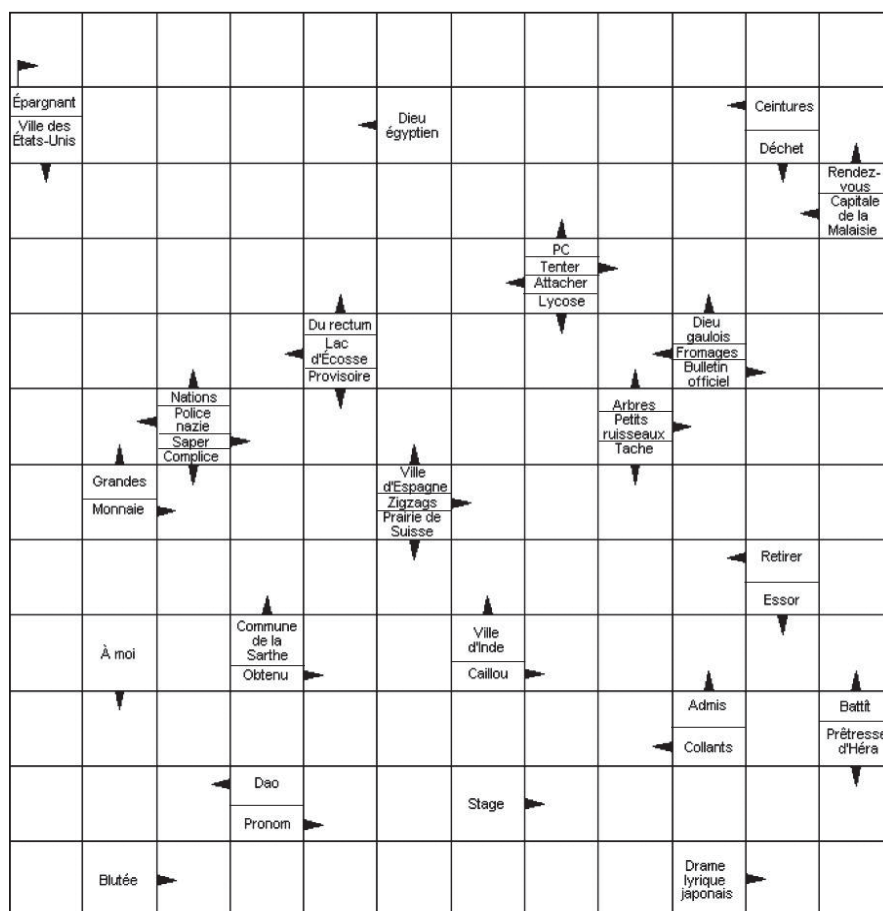 Épargnant
Ville des
États-Unis
Dieu
égyptien
Ceintures
Déchet
Rendez-
vous
Capitale
de la
Malaisie
PC
Tenter
Attacher
Lycose
Du rectum
Lac
d'Écosse
Provisoire
Dieu
gaulois
Fromages
Bulletin
officiel
Nations
Police
nazie
Saper
Complice
Arbres
Petits
ruisseaux
Tache
Grandes
Monnaie
Ville
d'Espagne
Zigzags
Prairie de
Suisse
Retirer
Essor
À moi
Commune
de la
Sarthe
Obtenu
Ville
d'Inde
Caillou
Admis
Collants
Battît
Prêtresse
d'Héra
Dao
Pronom
Stage
Blutée
Drame
lyrique
japonais